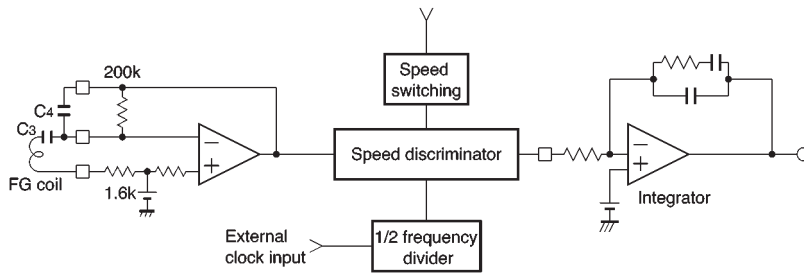 200k
Speed
switching
C4
C3
Speed discriminator
FG coil
1.6k
Integrator
External
clock input
1/2 frequency
divider